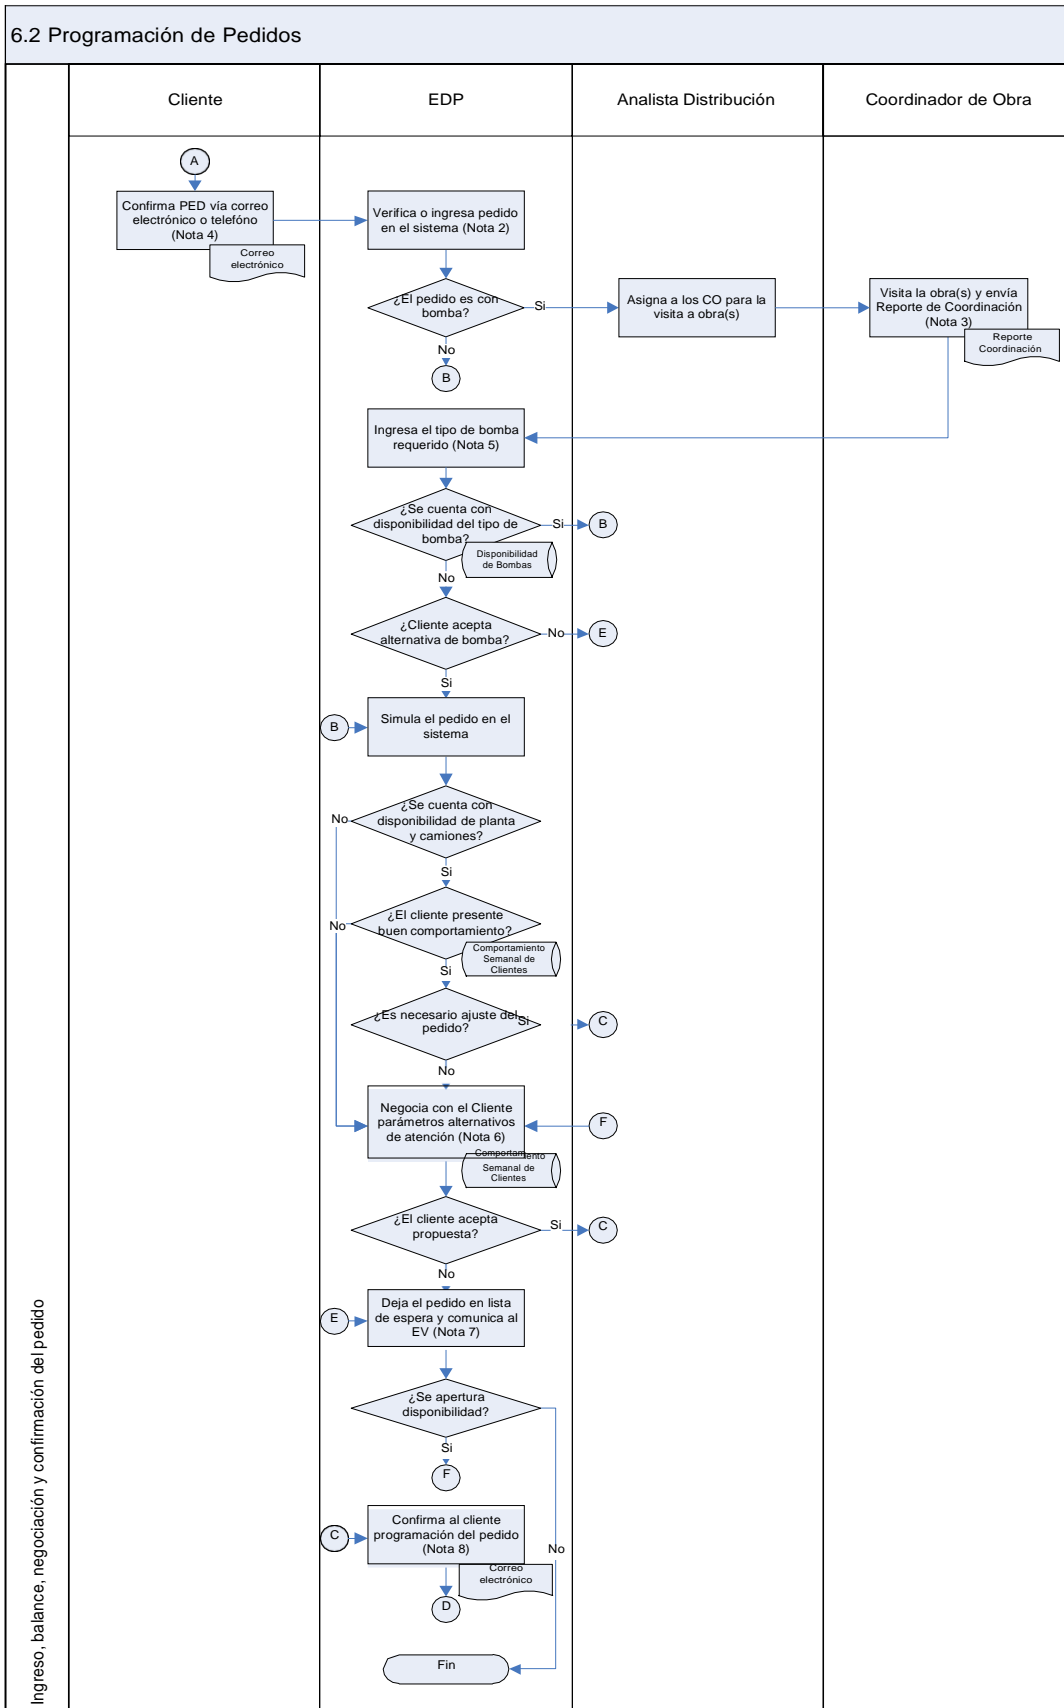 6.2 Programación de Pedidos
Cliente
EDP
Analista Distribución
Coordinador de Obra
A
Confirma PED vía correo
electrónico o telefóno
(Nota 4)
Correo
electrónico
Verifica o ingresa pedido
en el sistema (Nota 2)
¿El pedido es con
bomba?
Si
No
B
Asigna a los CO para la
visita a obra(s)
Visita la obra(s) y envía
Reporte de Coordinación
(Nota 3)
Reporte
Coordinación
Ingresa el tipo de bomba
requerido (Nota 5)
¿Se cuenta con
disponibilidad del tipo de
bomba?
Si
B
Disponibilidad
de Bombas
No
¿Cliente acepta
alternativa de bomba?
No
E
Si
B
Simula el pedido en el
sistema
¿Se cuenta con
disponibilidad de planta
y camiones?
No
Si
¿El cliente presente
buen comportamiento?
No
Comportamiento
Semanal de
Clientes
Si
¿Es necesario ajuste del
pedido?
Si
C
No
Negocia con el Cliente
parámetros alternativos
de atención (Nota 6)
F
Comportamiento
Semanal de
Clientes
¿El cliente acepta
propuesta?
Si
C
No
E
Deja el pedido en lista
de espera y comunica al
EV (Nota 7)
¿Se apertura
disponibilidad?
Si
F
C
Confirma al cliente
programación del pedido
(Nota 8)
No
Correo
electrónico
D
Fin
Ingreso, balance, negociación y confirmación del pedido